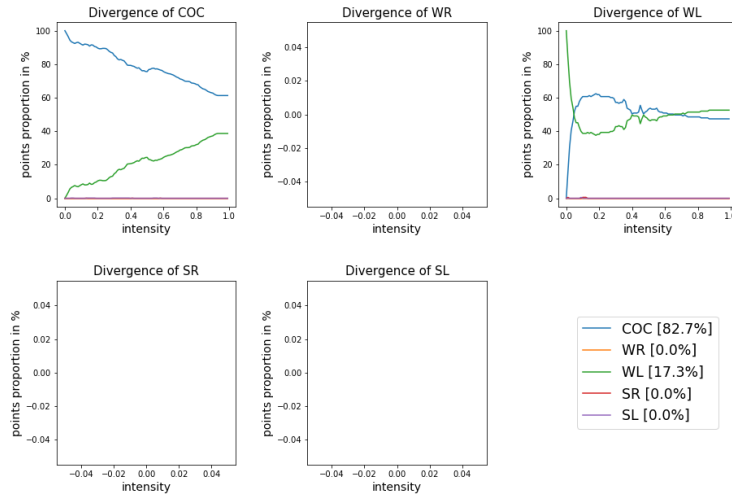 Divergence of COC
points proportion in %
100
80
60
40
20
0
0.0 0.2 0.4 0.6 0.8 1.0
intensity
Divergence of WR
points proportion in %
0.04
0.02
0.00
−0.02
−0.04
−0.04 −0.02 0.00 0.02 0.04
intensity
Divergence of WL
points proportion in %
100
80
60
40
20
0
0.0 0.2 0.4 0.6 0.8 1.0
intensity
Divergence of SR
points proportion in %
0.04
0.02
0.00
−0.02
−0.04
−0.04 −0.02 0.00 0.02 0.04
intensity
Divergence of SL
points proportion in %
0.04
0.02
0.00
−0.02
−0.04
−0.04 −0.02 0.00 0.02 0.04
intensity
COC [82.7%]
WR [0.0%]
WL [17.3%]
SR [0.0%]
SL [0.0%]